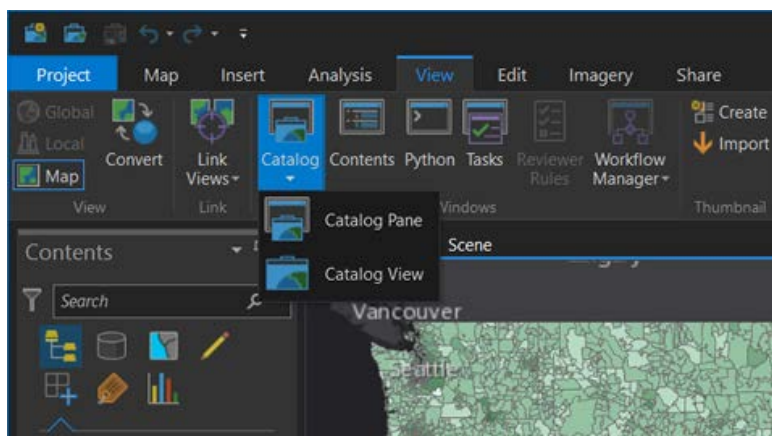 Project Map Insert Analysis View Edit Imagery Share
Global
Local
Map
Convert
Link
Views
Catalog
Contents
Python
Tasks
Reviewer
Rules
Workflow
Manager
Create
Import
View Link Windows Thumbnail
Catalog Pane
Catalog View
Contents
Scene
Search
Vancouver
Seattle